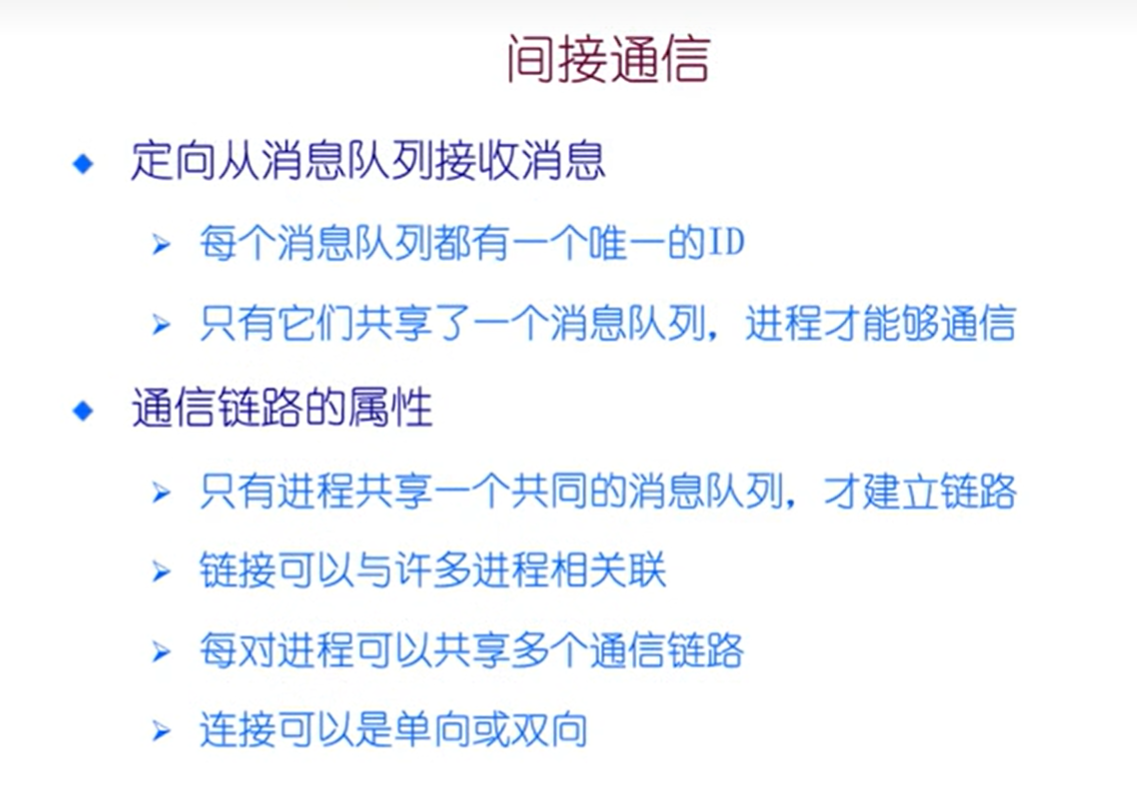 间接通信
定向从消息队列接收消息
每个消息队列都有一个唯一的ID
只有它们共享了一个消息队列，进程才能够通信
通信链路的属性
只有进程共享一个共同的消息队列，才建立链路
链接可以与许多进程相关联
每对进程可以共享多个通信链路
连接可以是单向或双向